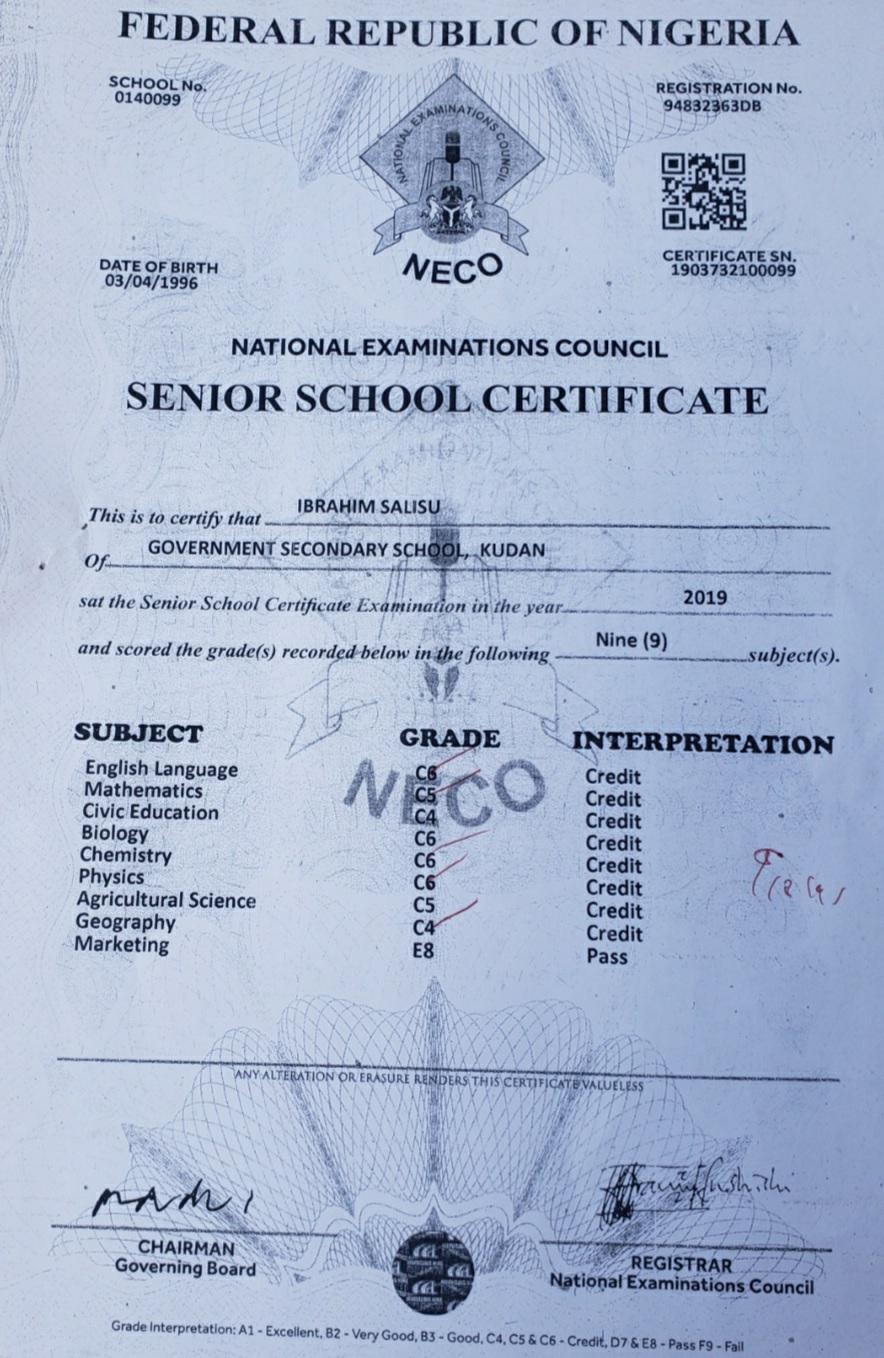 FEDERAL REPUBLIC OF NIGERIA
SCHOOL No.
0140099
REGISTRATION No.
94832363DB
NATIONAL EXAMINATIONS COUNCIL
NECO
DATE OF BIRTH
03/04/1996
CERTIFICATE SN.
1903732100099
NATIONAL EXAMINATIONS COUNCIL
SENIOR SCHOOL CERTIFICATE
This is to certify that IBRAHIM SALISU
Of GOVERNMENT SECONDARY SCHOOL, KUDAN
sat the Senior School Certificate Examination in the year 2019
and scored the grade(s) recorded below in the following Nine (9) subject(s).
SUBJECT GRADE INTERPRETATION
English Language C6 Credit
Mathematics C5 Credit
Civic Education C4 Credit
Biology C6 Credit
Chemistry C6 Credit
Physics C6 Credit
Agricultural Science C5 Credit
Geography C4 Credit
Marketing E8 Pass
NECO
ANY ALTERATION OR ERASURE RENDERS THIS CERTIFICATE VALUELESS
CHAIRMAN
Governing Board
REGISTRAR
National Examinations Council
Grade Interpretation: A1 - Excellent, B2 - Very Good, B3 - Good, C4, C5 & C6 - Credit, D7 & E8 - Pass F9 - Fail